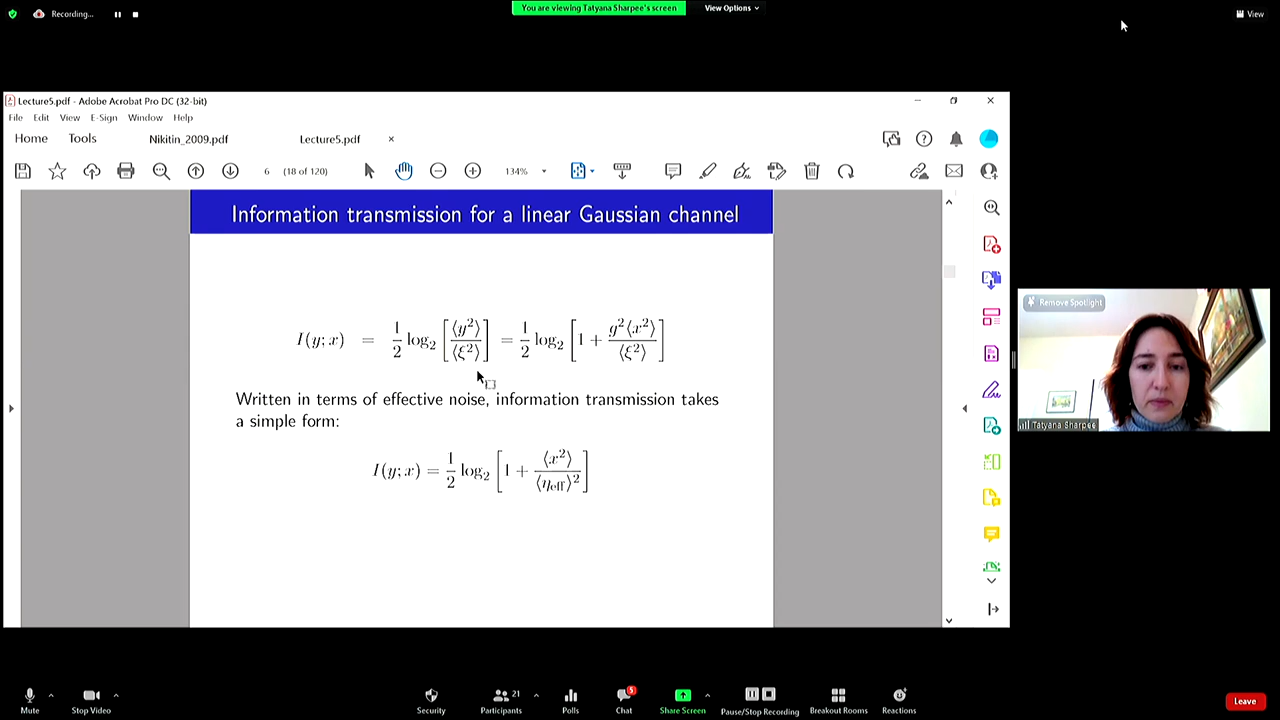 Recording...
You are viewing Tatyana Sharpee's screen
View Options
View
Lecture5.pdf - Adobe Acrobat Pro DC (32-bit)
File Edit View E-Sign Window Help
Home Tools Nikitin_2009.pdf Lecture5.pdf ×
6 (18 of 120) 134%
Information transmission for a linear Gaussian channel
I(y; x) = 1/2 log₂ [⟨y²⟩/⟨ξ²⟩] = 1/2 log₂ [1 + g²⟨x²⟩/⟨ξ²⟩]
Written in terms of effective noise, information transmission takes
a simple form:
I(y; x) = 1/2 log₂ [1 + ⟨x²⟩/⟨η_eff⟩²]
Remove Spotlight
Tatyana Sharpee
Mute
Stop Video
Security
21
Participants
Polls
5
Chat
Share Screen
Pause/Stop Recording
Breakout Rooms
Reactions
Leave